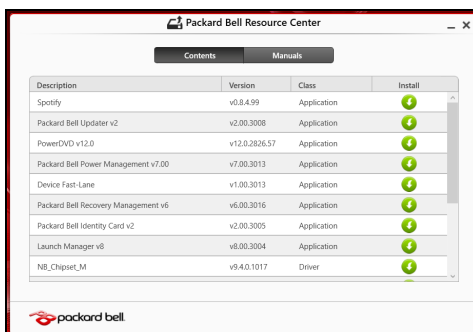 Packard Bell Resource Center
Contents Manuals
Description Version Class Install
Spotify v0.8.4.99 Application
Packard Bell Updater v2 v2.00.3008 Application
PowerDVD v12.0 v12.0.2826.57 Application
Packard Bell Power Management v7.00 v7.00.3013 Application
Device Fast-Lane v1.00.3013 Application
Packard Bell Recovery Management v6 v6.00.3016 Application
Packard Bell Identity Card v2 v2.00.3005 Application
Launch Manager v8 v8.00.3004 Application
NB_Chipset_M v9.4.0.1017 Driver
packard bell.